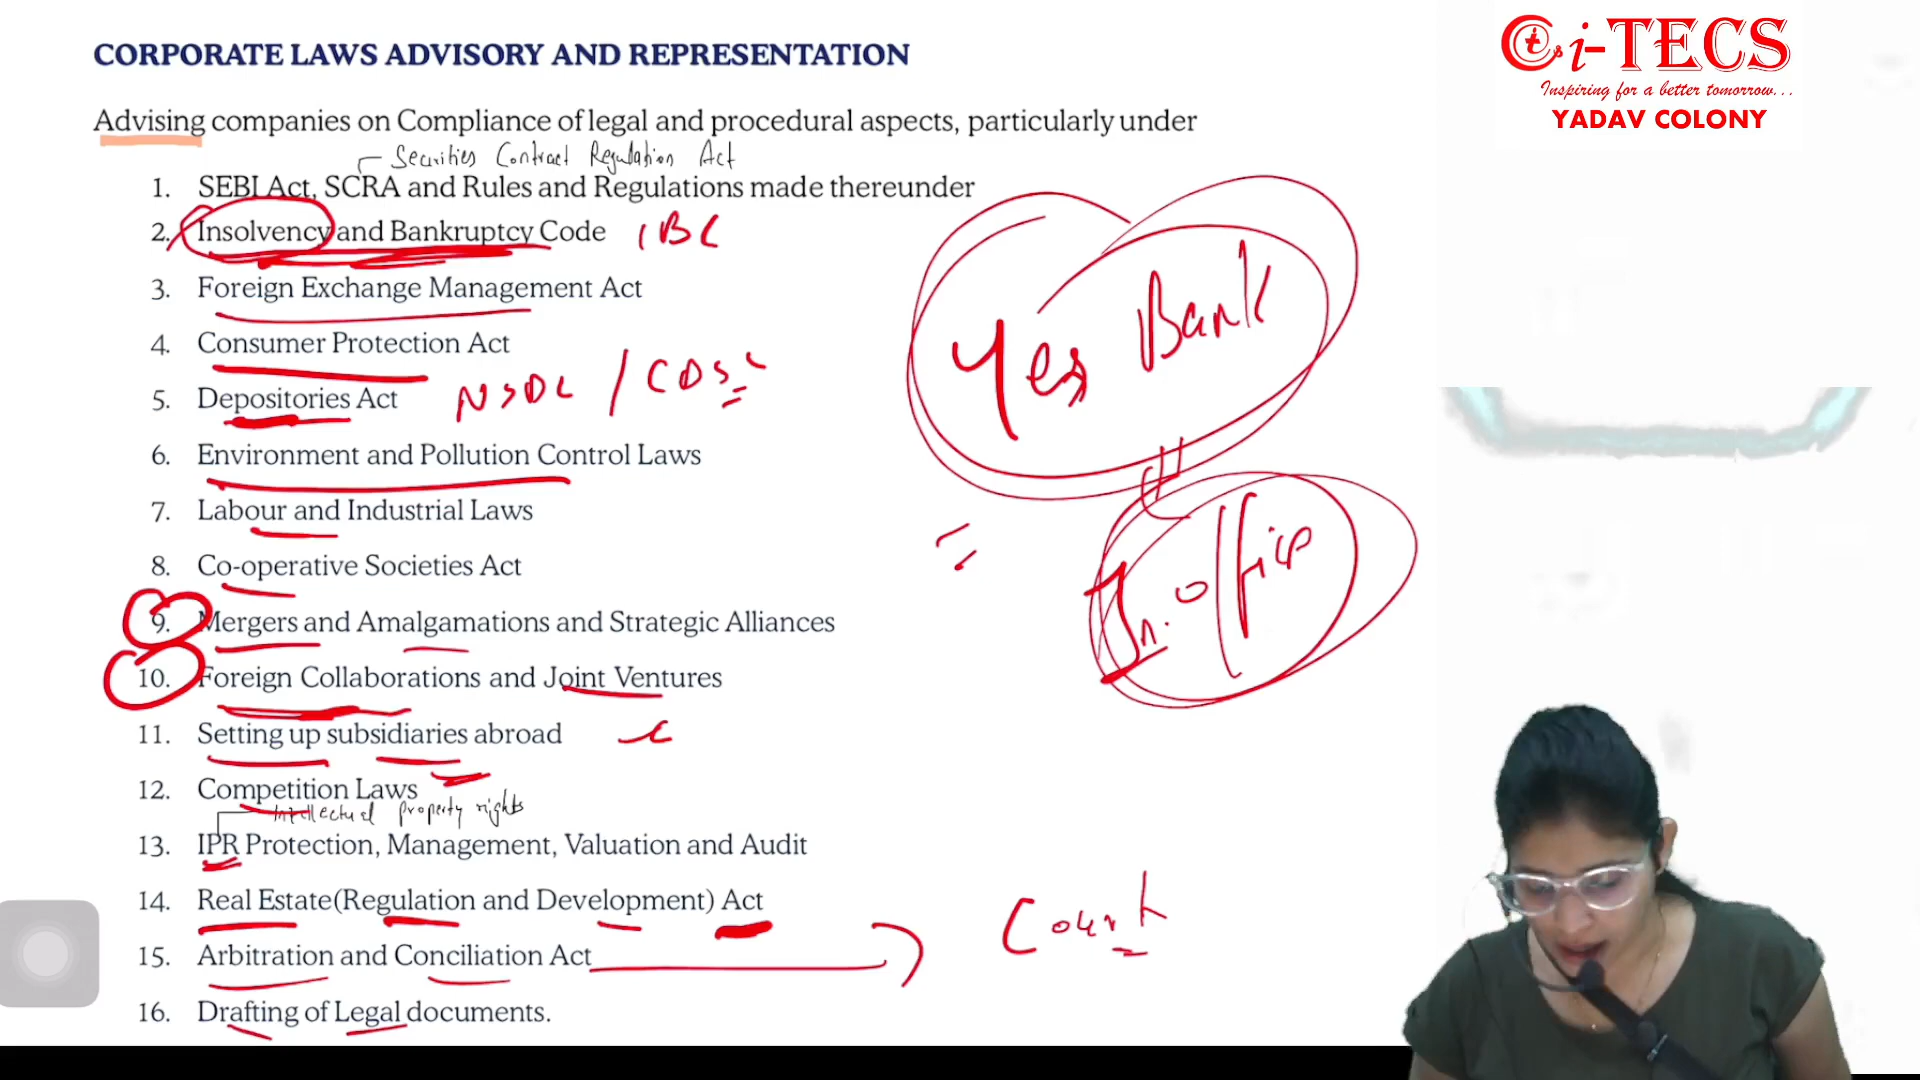 CORPORATE LAWS ADVISORY AND REPRESENTATION
i-TECS
Inspiring for a better tomorrow...
YADAV COLONY
Advising companies on Compliance of legal and procedural aspects, particularly under
Securities Contract Regulation Act
1. SEBI Act, SCRA and Rules and Regulations made thereunder
2. Insolvency and Bankruptcy Code IBC
3. Foreign Exchange Management Act
Yes Bank
4. Consumer Protection Act
5. Depositories Act NSDL / CDSL
6. Environment and Pollution Control Laws
7. Labour and Industrial Laws
8. Co-operative Societies Act
In.
9. Mergers and Amalgamations and Strategic Alliances
10. Foreign Collaborations and Joint Ventures
11. Setting up subsidiaries abroad
12. Competition Laws
Intellectual property rights
13. IPR Protection, Management, Valuation and Audit
14. Real Estate(Regulation and Development) Act
Court
15. Arbitration and Conciliation Act
16. Drafting of Legal documents.